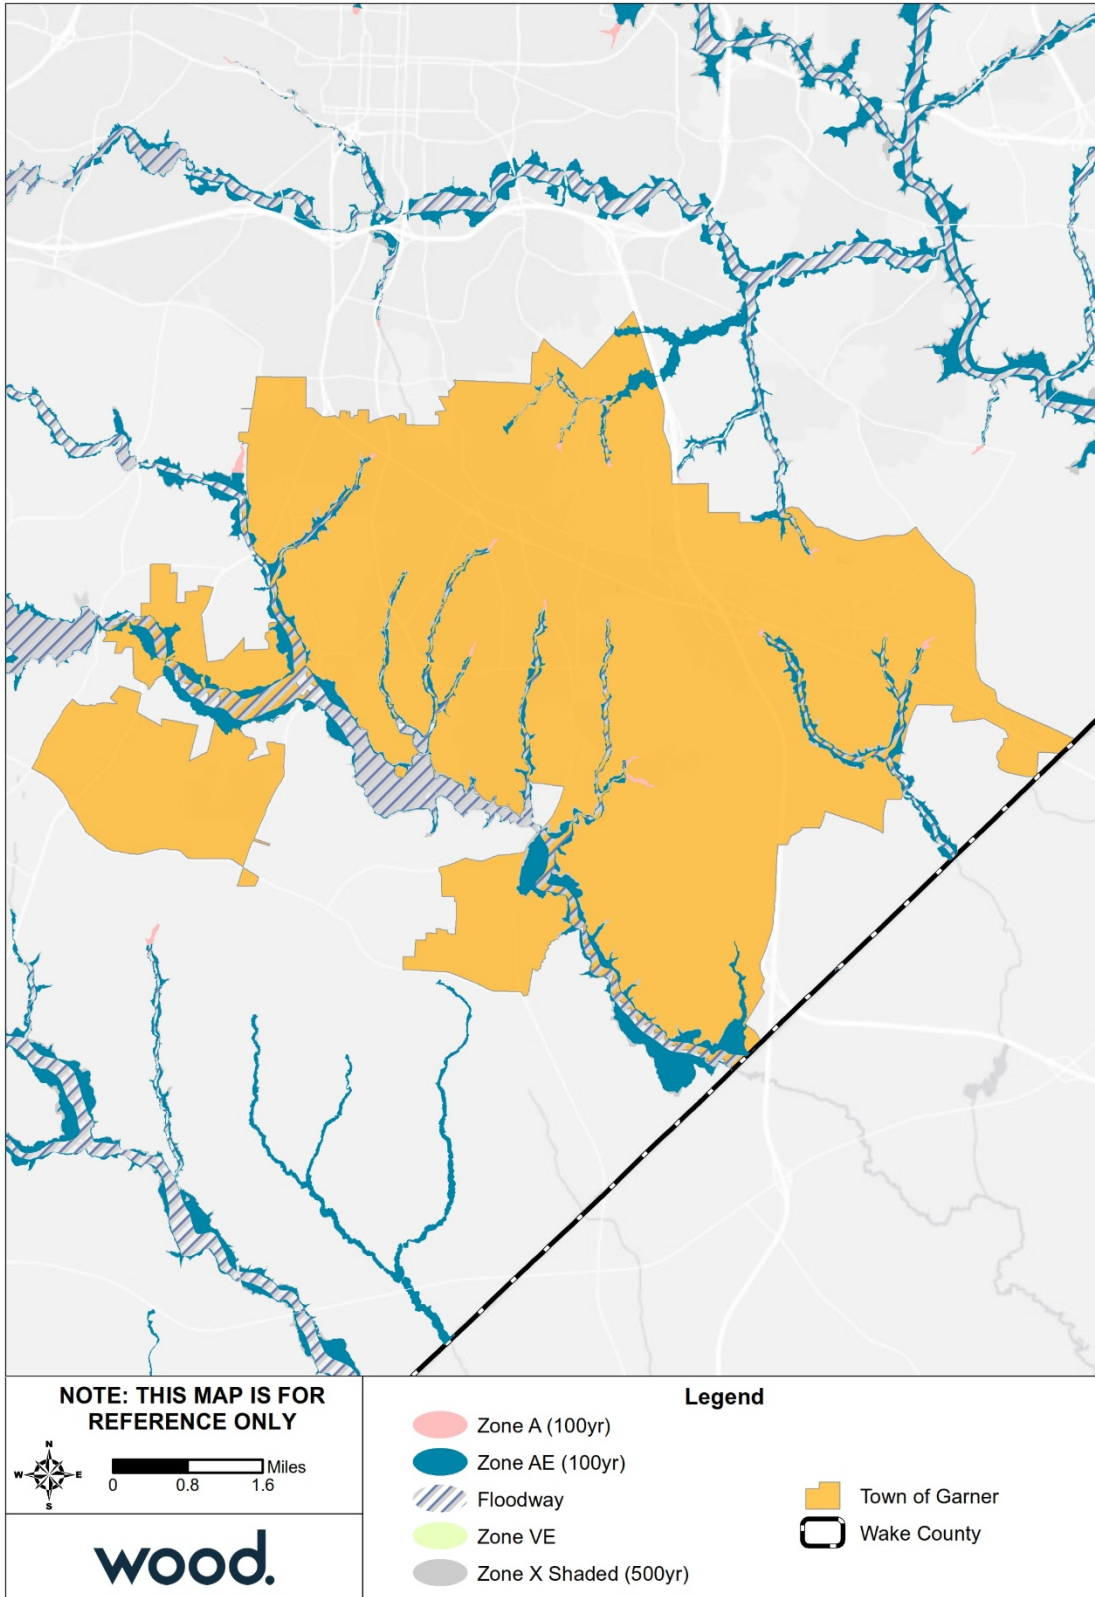 NOTE: THIS MAP IS FOR
REFERENCE ONLY
N
W E
S
Miles
0 0.8 1.6
wood.
Legend
Zone A (100yr)
Zone AE (100yr)
Floodway
Zone VE
Zone X Shaded (500yr)
Town of Garner
Wake County